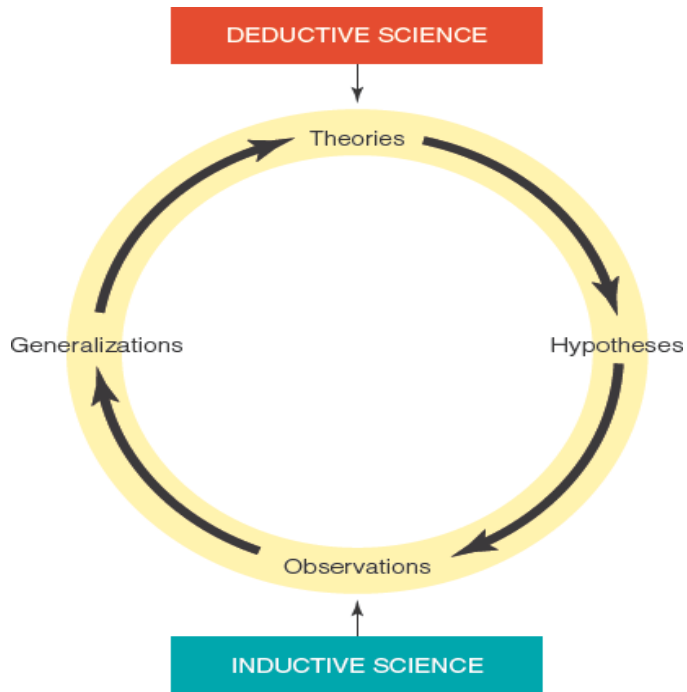 DEDUCTIVE SCIENCE
Theories
Generalizations
Hypotheses
Observations
INDUCTIVE SCIENCE